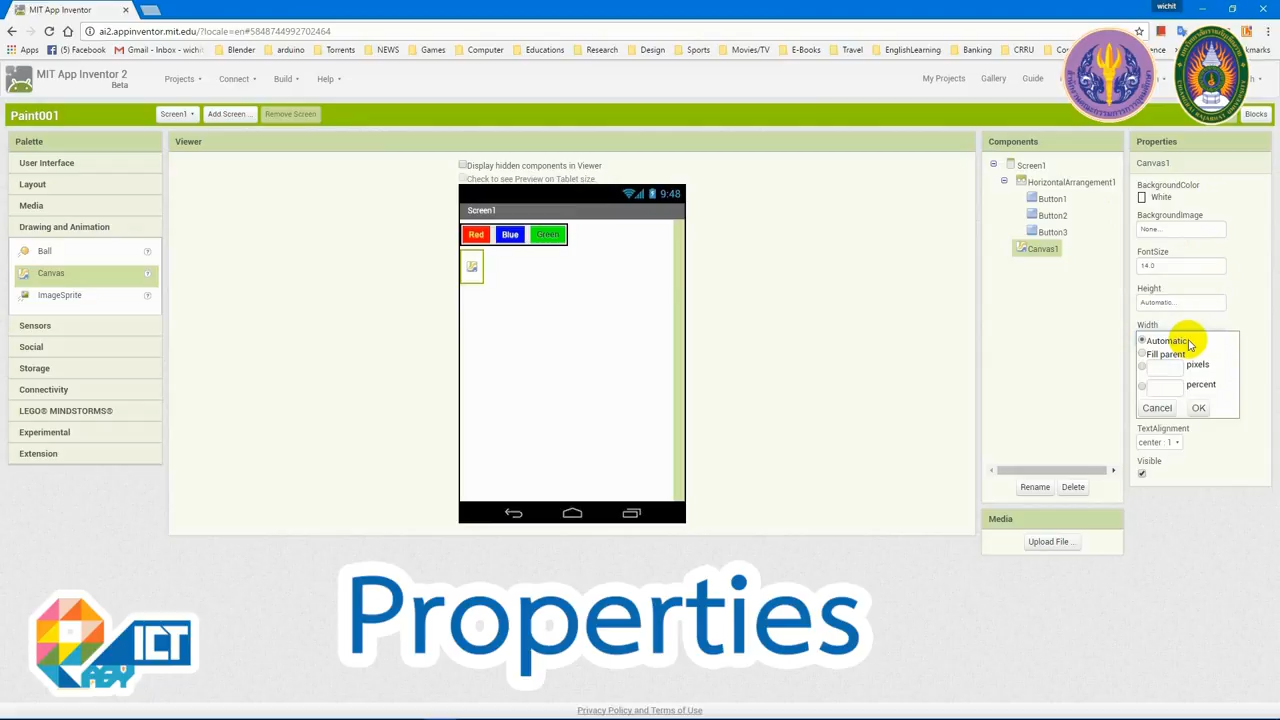 MIT App Inventor
wichit
ai2.appinventor.mit.edu/?locale=en#5848744992702464
Apps
(5) Facebook
Gmail - Inbox - wich
Blender
arduino
Torrents
NEWS
Games
Computer
Educations
Research
Design
Sports
Movies/TV
E-Books
Travel
EnglishLearning
Banking
CRRU
MIT App Inventor 2
Beta
Projects
Connect
Build
Help
My Projects
Gallery
Guide
Paint001
Screen1
Add Screen ...
Remove Screen
Blocks
Palette
User Interface
Layout
Media
Drawing and Animation
Ball
Canvas
ImageSprite
Sensors
Social
Storage
Connectivity
LEGO® MINDSTORMS®
Experimental
Extension
Viewer
Display hidden components in Viewer
Check to see Preview on Tablet size.
9:48
Screen1
Red Blue Green
Components
Screen1
HorizontalArrangement1
Button1
Button2
Button3
Canvas1
Rename
Delete
Media
Upload File ...
Properties
Canvas1
BackgroundColor
White
BackgroundImage
None...
FontSize
14.0
Height
Automatic...
Width
Automatic
Fill parent
pixels
percent
Cancel
OK
TextAlignment
center : 1
Visible
Properties
ICT
Privacy Policy and Terms of Use